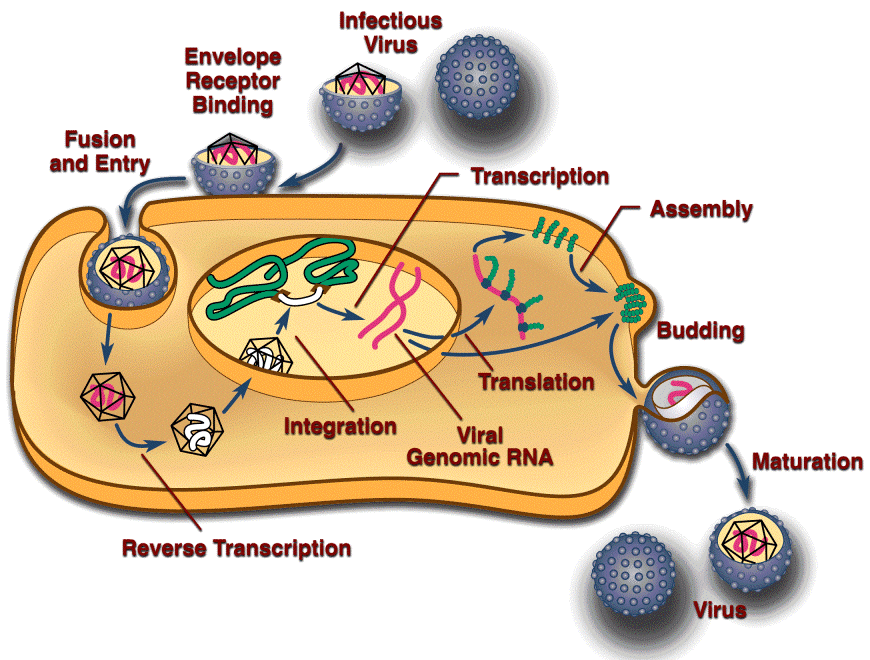 Infectious
Virus
Envelope
Receptor
Binding
Fusion
and Entry
Transcription
Assembly
Budding
Translation
Integration
Viral
Genomic RNA
Maturation
Reverse Transcription
Virus